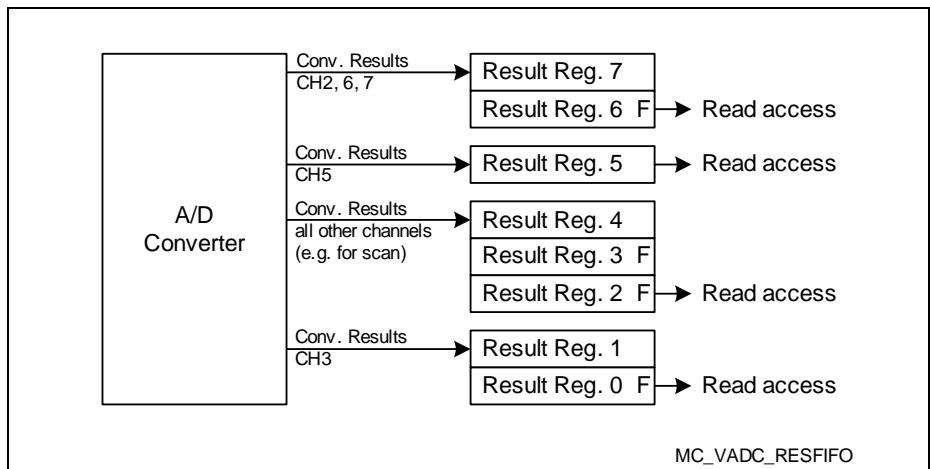 A/D
Converter
Conv. Results
CH2, 6, 7
Result Reg. 7
Result Reg. 6 F
Read access
Conv. Results
CH5
Result Reg. 5
Read access
Conv. Results
all other channels
(e.g. for scan)
Result Reg. 4
Result Reg. 3 F
Result Reg. 2 F
Read access
Conv. Results
CH3
Result Reg. 1
Result Reg. 0 F
Read access
MC_VADC_RESFIFO